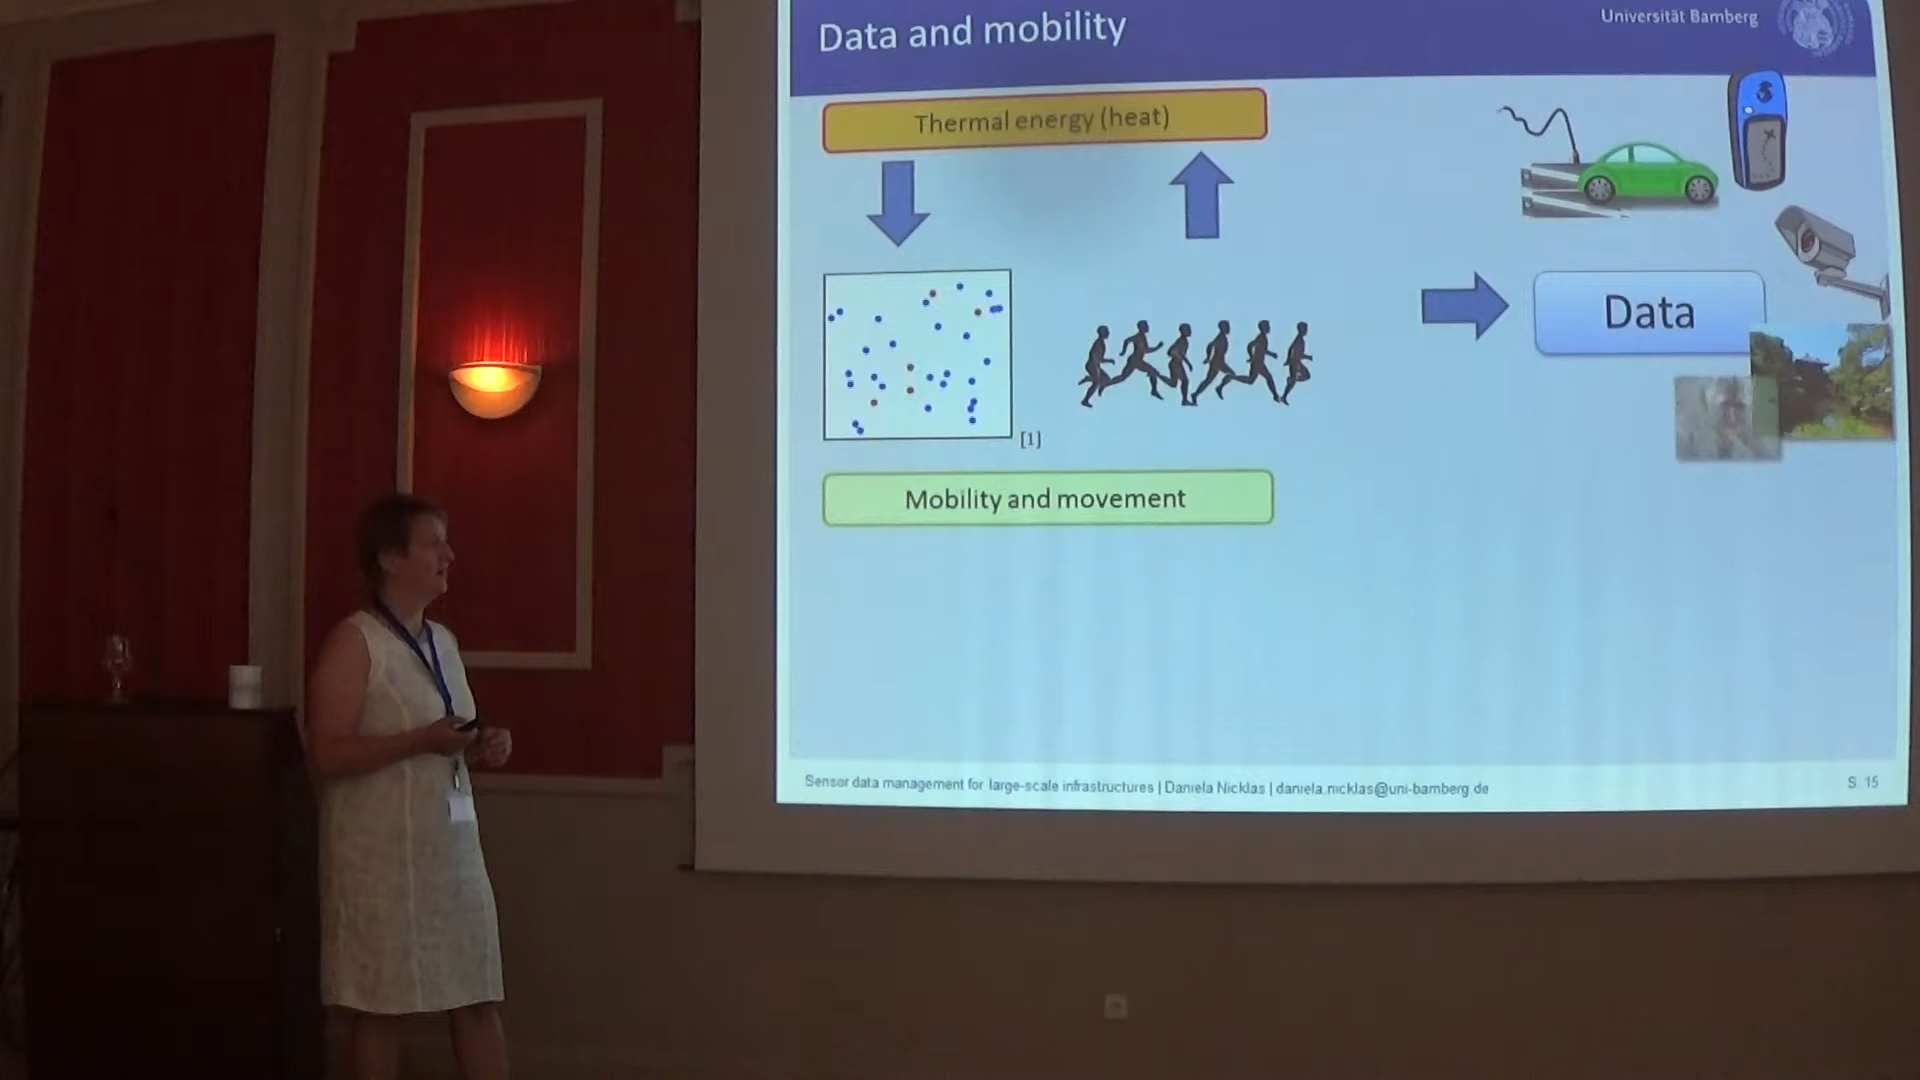 Data and mobility
Universität Bamberg
Thermal energy (heat)
Data
[1]
Mobility and movement
Sensor data management for large-scale infrastructures | Daniela Nicklas | daniela.nicklas@uni-bamberg.de
S. 15